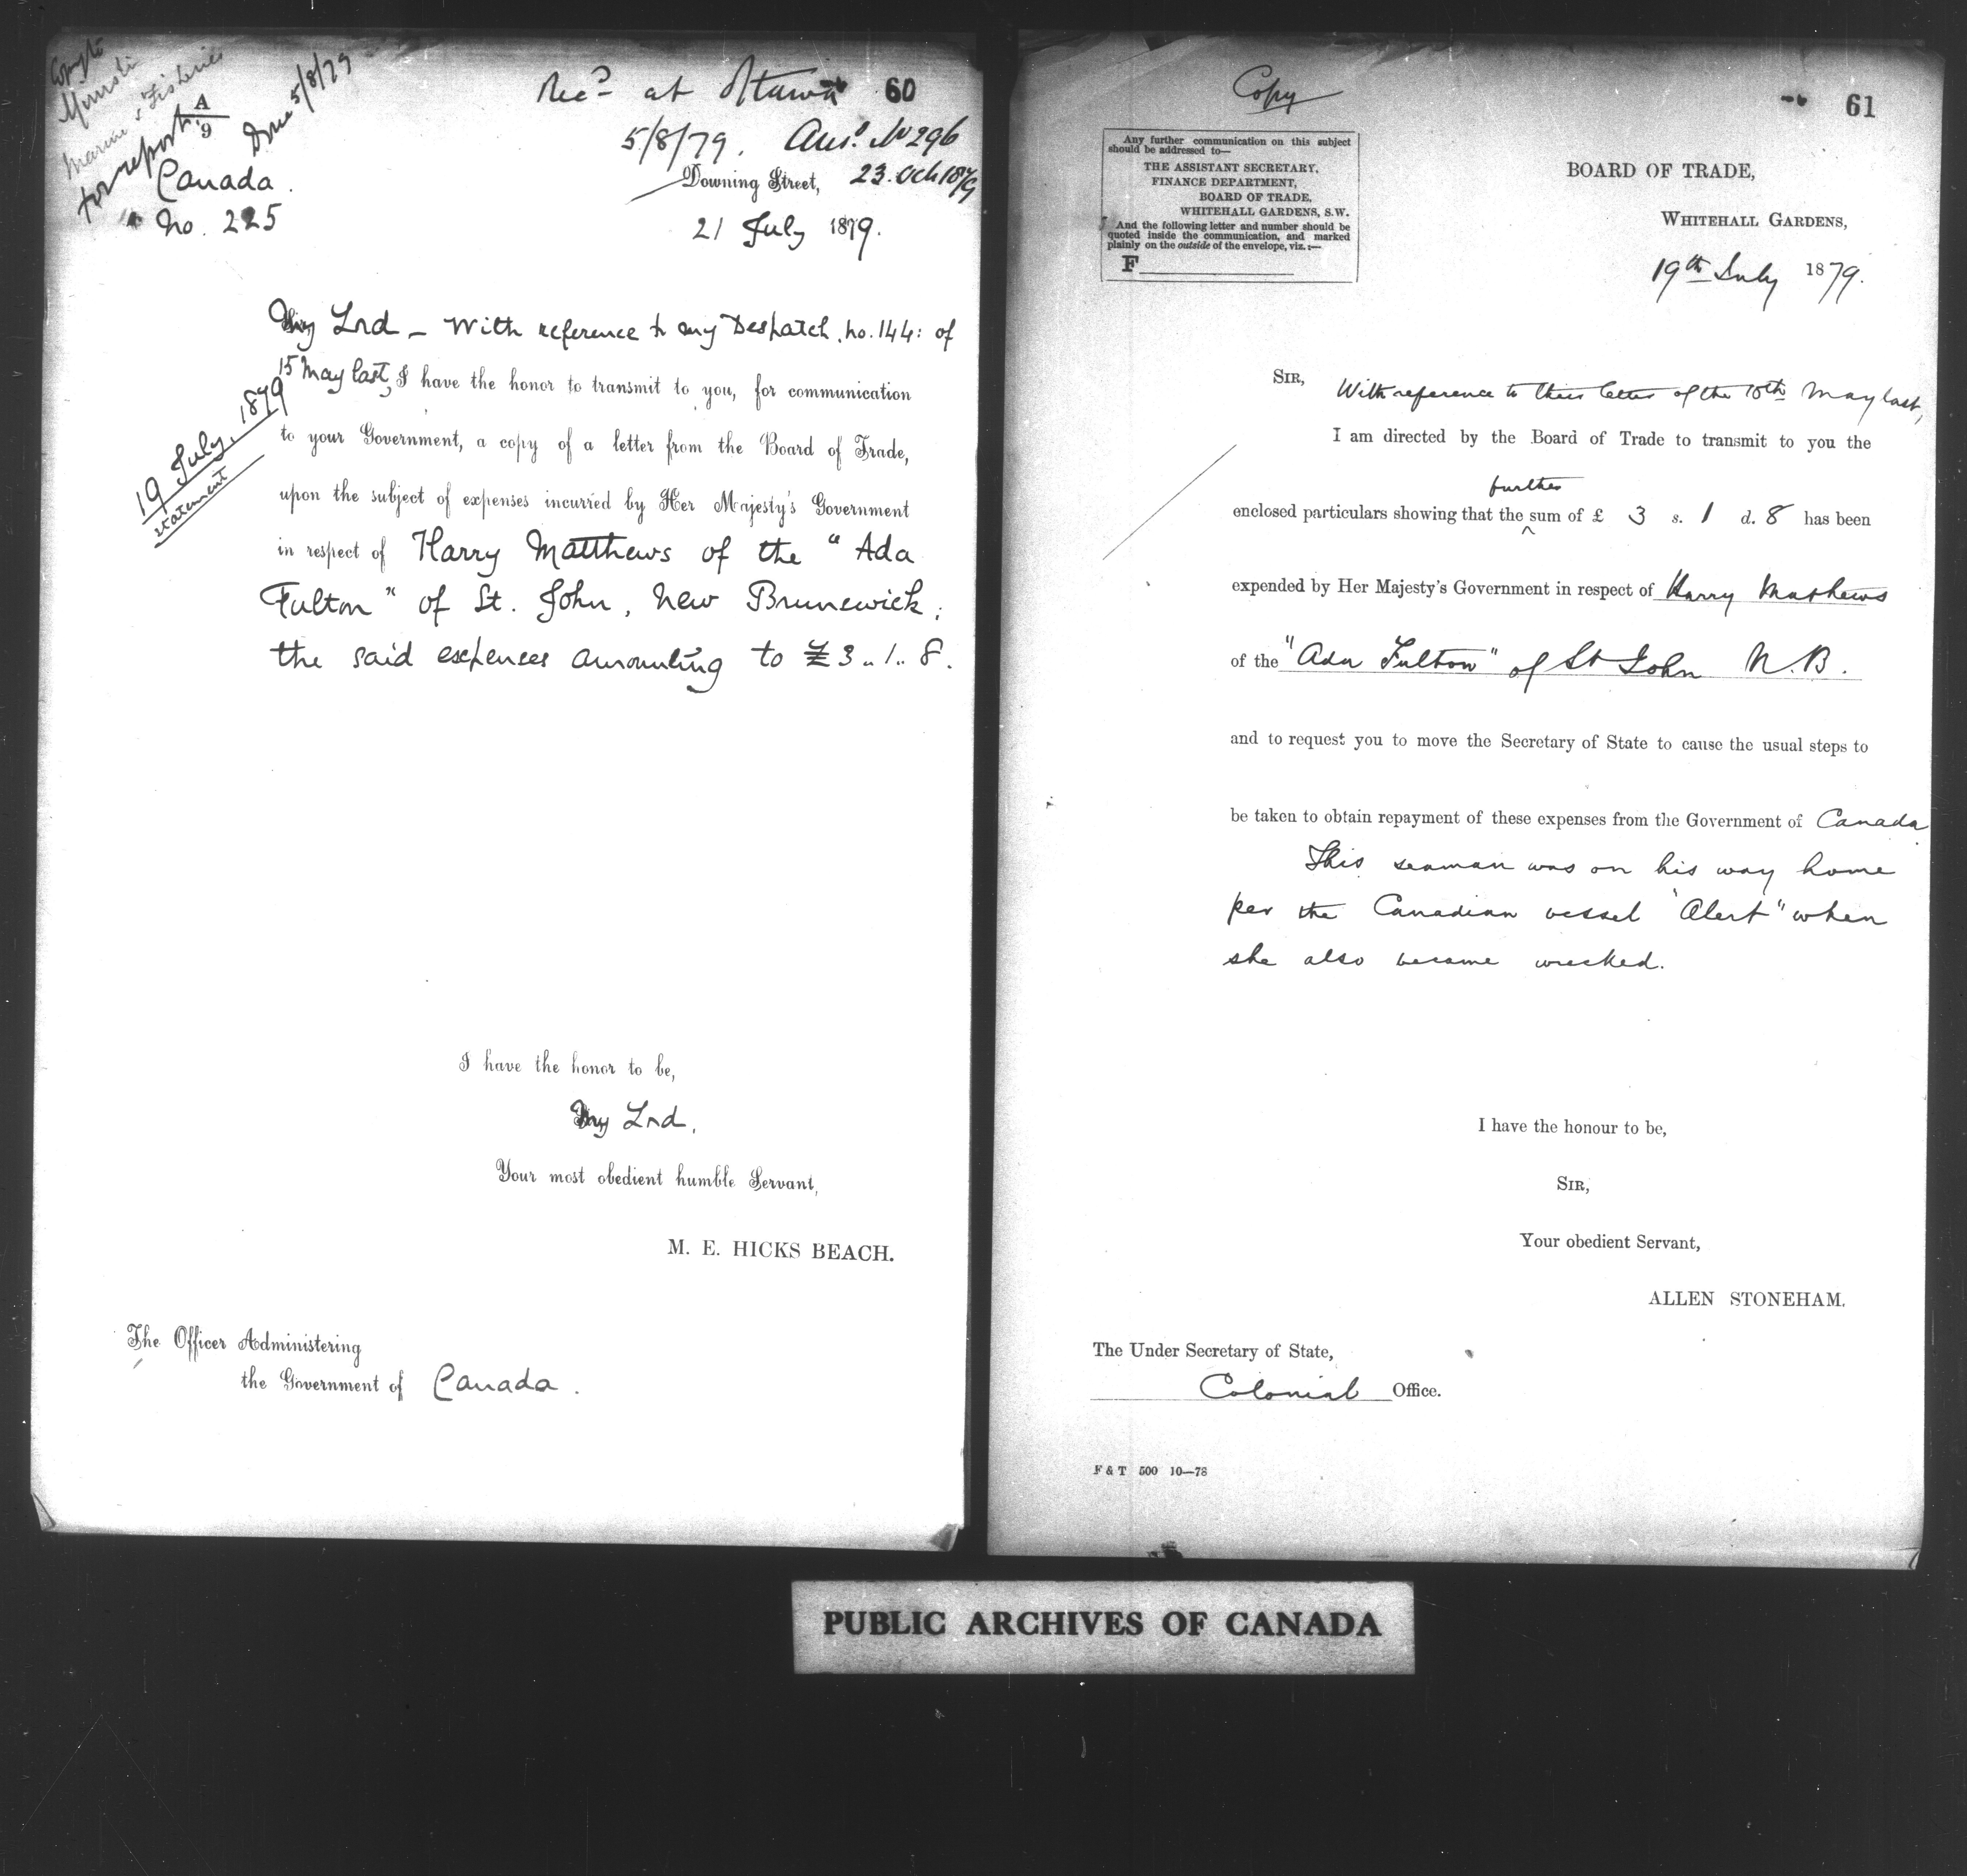 Copy to
Minister
Marine & Fisheries
for report
A
9
Done 5/8/79
Recd at Ottawa
60
5/8/79. Ansd. No 296
23. Oct 1879
Canada.
No. 225
Downing Street,
21 July 1879.
My Lord – With reference to my Despatch, no. 144: of
15 May last, I have the honor to transmit to you, for communication
19 July, 1879
statement
to your Government, a copy of a letter from the Board of Trade,
upon the subject of expenses incurred by Her Majesty's Government
in respect of Harry Matthews of the "Ada
Fulton" of St. John, New Brunswick;
the said expenses amounting to £3..1..8.
I have the honor to be,
My Lord,
Your most obedient humble Servant,
M. E. HICKS BEACH.
The Officer Administering
the Government of Canada.
Copy
61
Any further communication on this subject
should be addressed to—
THE ASSISTANT SECRETARY,
FINANCE DEPARTMENT,
BOARD OF TRADE,
WHITEHALL GARDENS, S.W.
And the following letter and number should be
quoted inside the communication, and marked
plainly on the outside of the envelope, viz.:—
F
BOARD OF TRADE,
WHITEHALL GARDENS,
19th July 1879.
SIR,
With reference to their letter of the 10th May last,
I am directed by the Board of Trade to transmit to you the
further
enclosed particulars showing that the ^ sum of £ 3 s. 1 d. 8 has been
expended by Her Majesty's Government in respect of Harry Mathews
of the "Ada Fulton" of St John N.B.
and to request you to move the Secretary of State to cause the usual steps to
be taken to obtain repayment of these expenses from the Government of Canada
This seaman was on his way home
per the Canadian vessel "Alert" when
she also became wrecked.
I have the honour to be,
SIR,
Your obedient Servant,
ALLEN STONEHAM.
The Under Secretary of State,
Colonial Office.
F & T 500 10—78
PUBLIC ARCHIVES OF CANADA